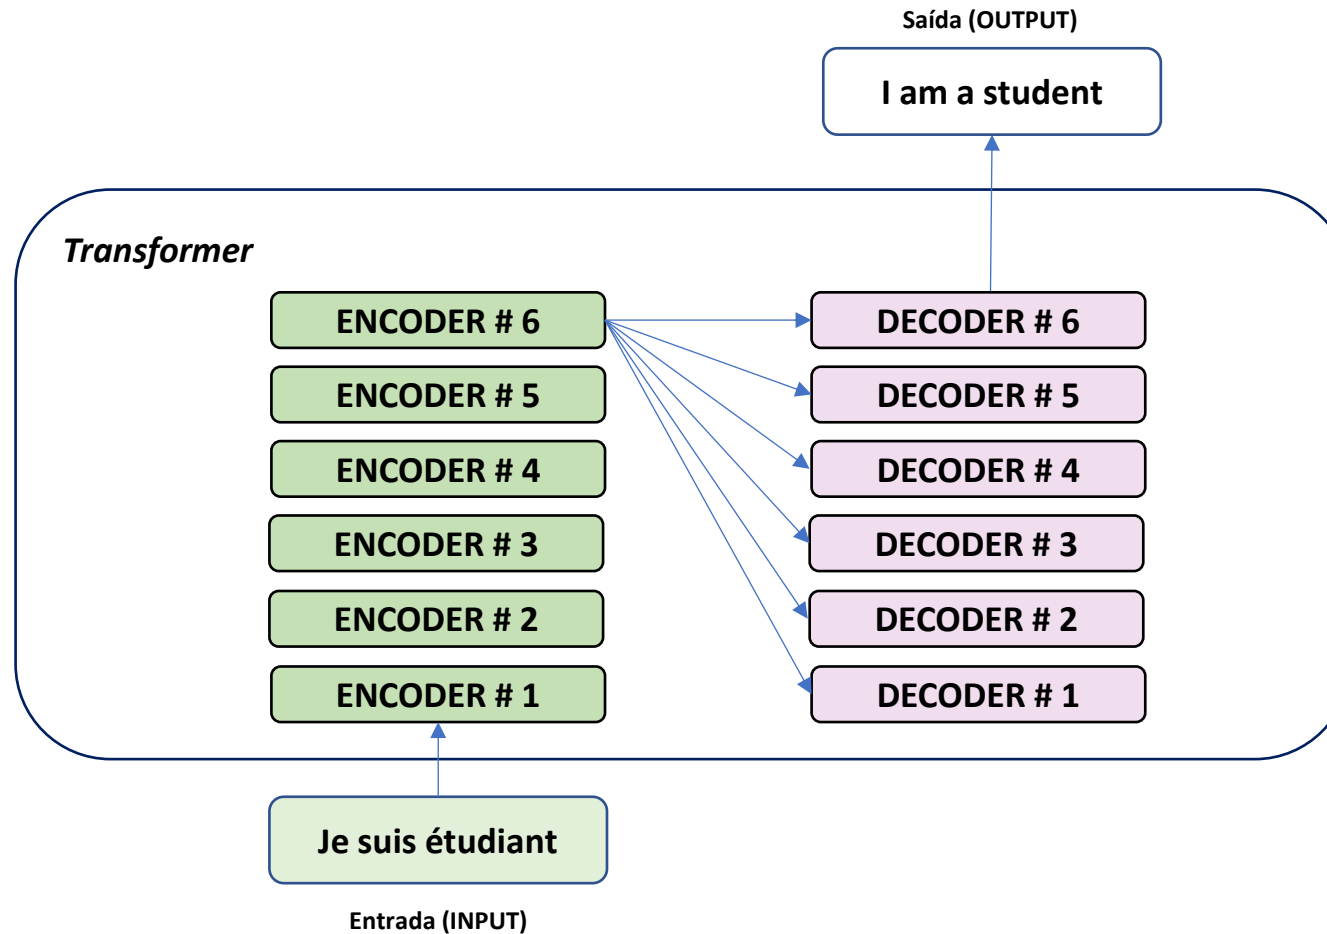 Saída (OUTPUT)
I am a student
Transformer
ENCODER # 6
DECODER # 6
ENCODER # 5
DECODER # 5
ENCODER # 4
DECODER # 4
ENCODER # 3
DECODER # 3
ENCODER # 2
DECODER # 2
ENCODER # 1
DECODER # 1
Je suis étudiant
Entrada (INPUT)